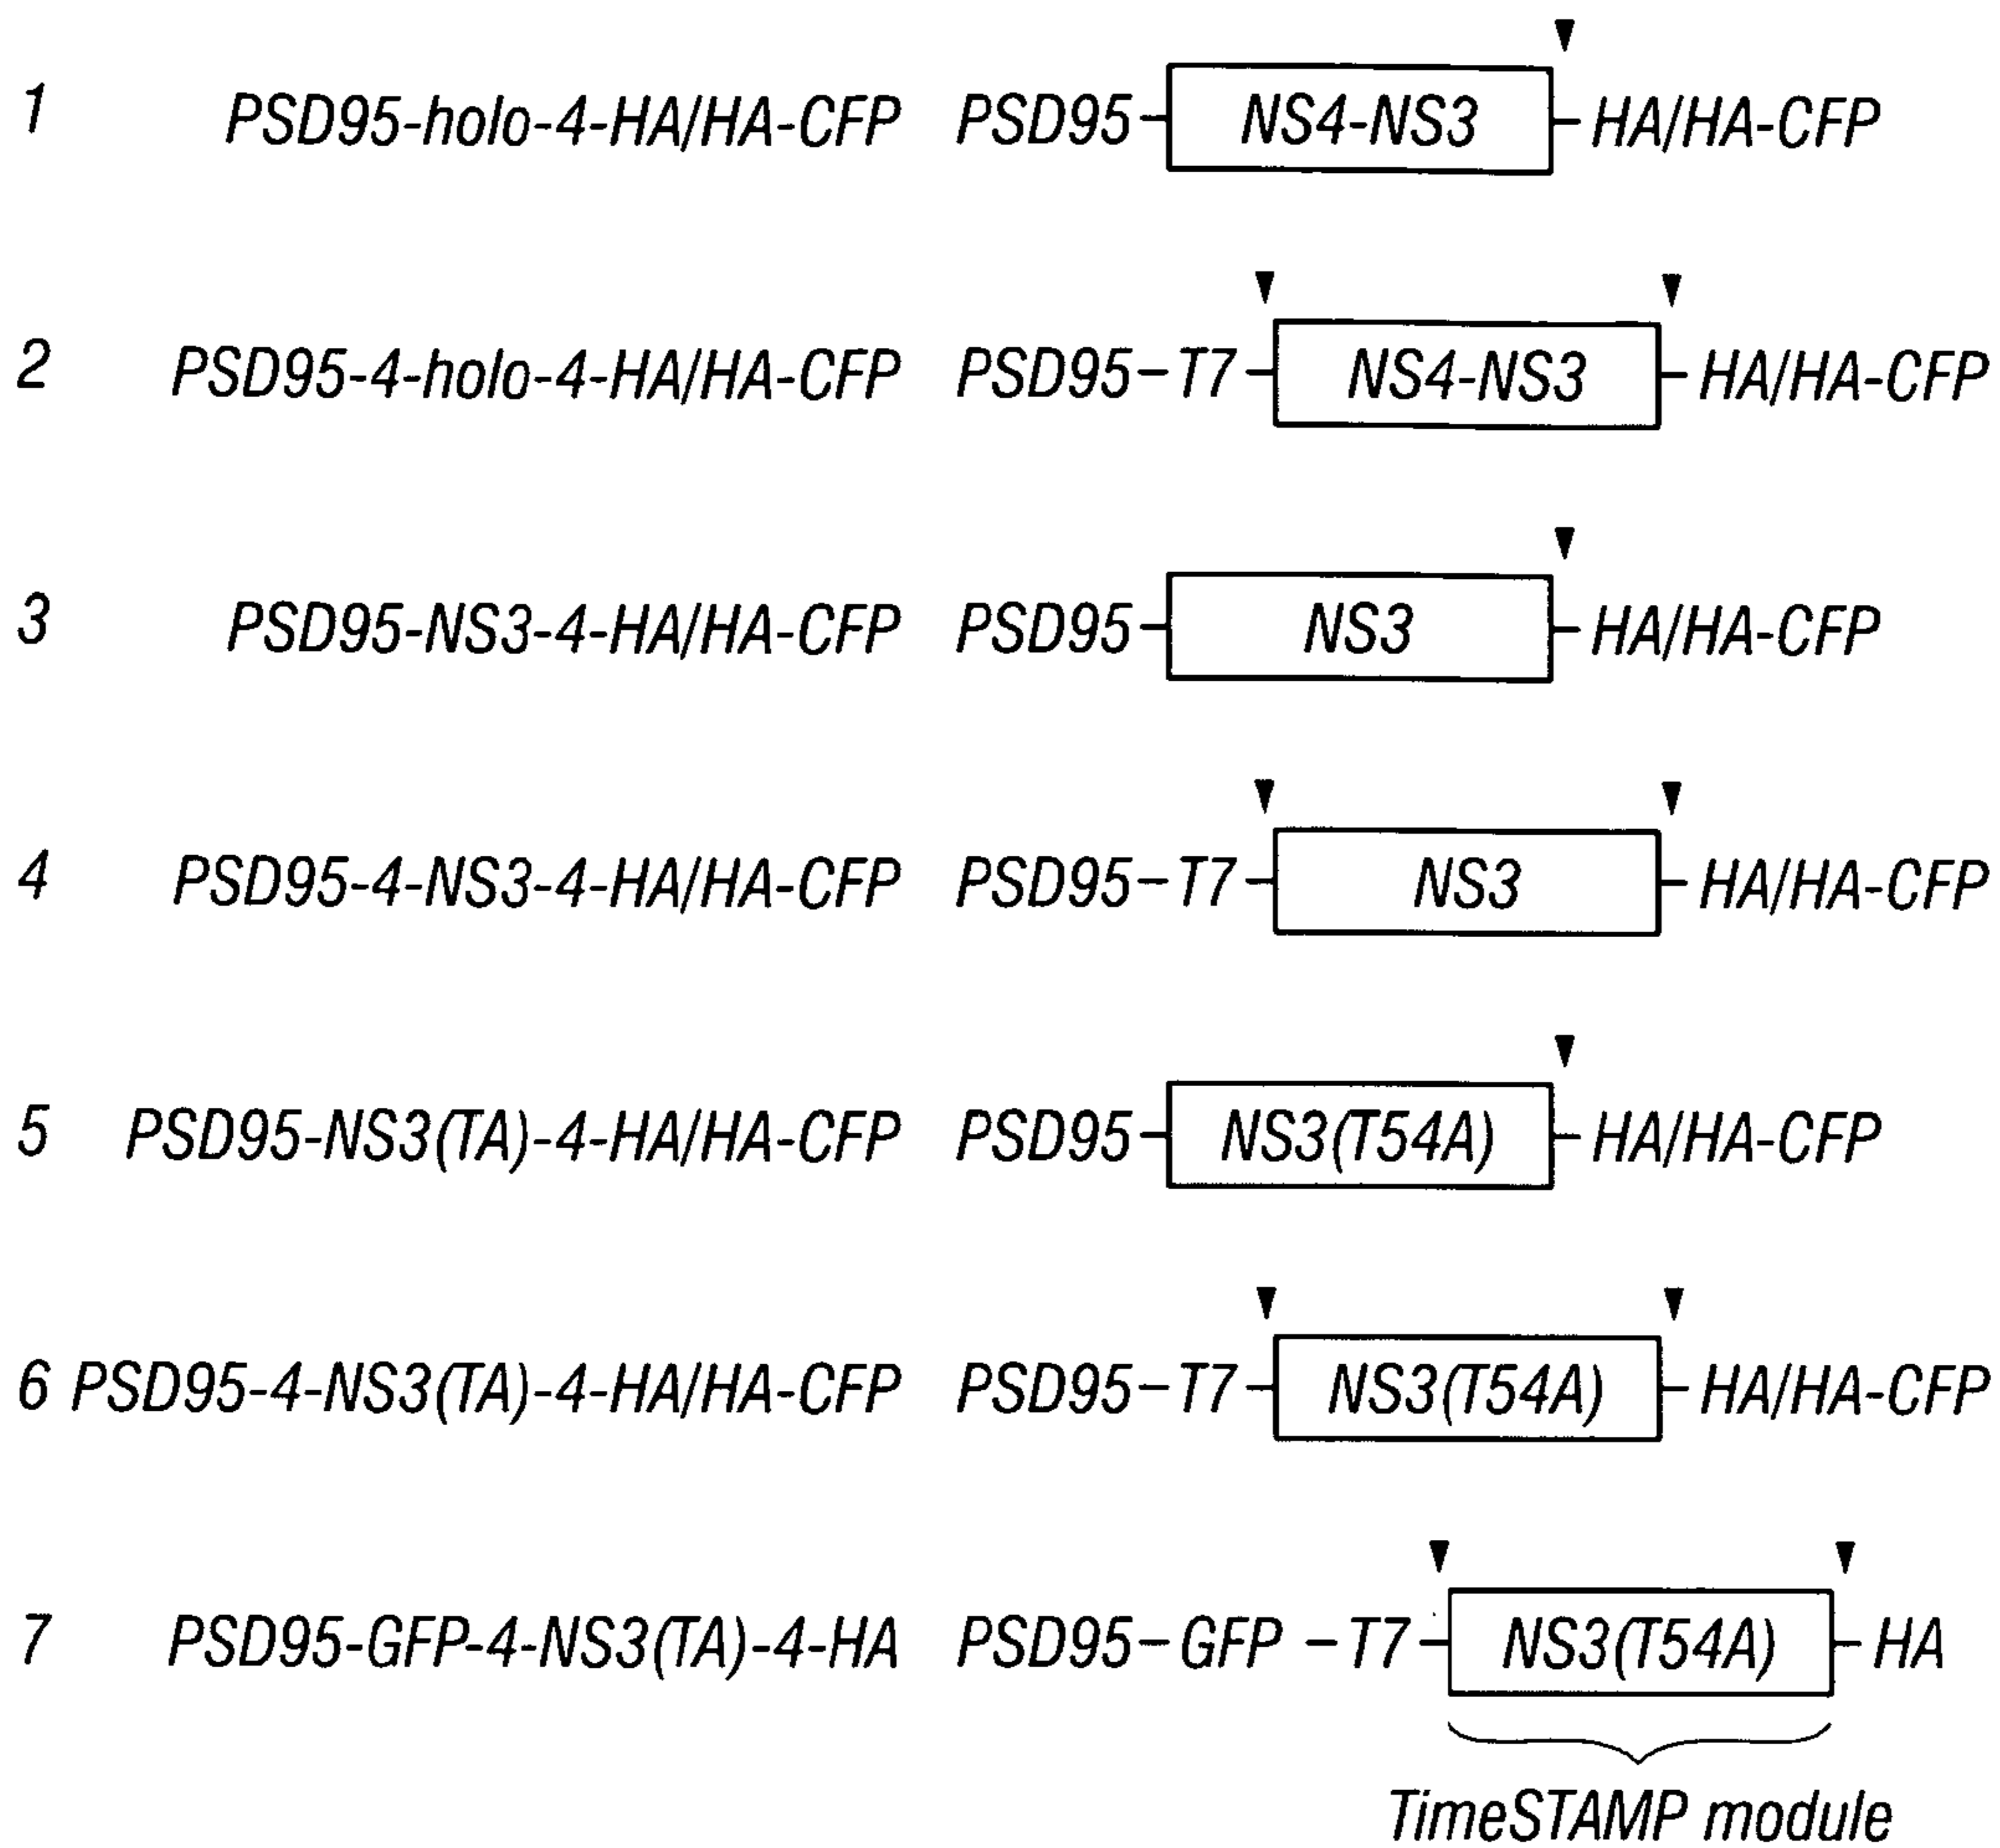 1 PSD95-holo-4-HA/HA-CFP PSD95 NS4-NS3 HA/HA-CFP
2 PSD95-4-holo-4-HA/HA-CFP PSD95-T7 NS4-NS3 HA/HA-CFP
3 PSD95-NS3-4-HA/HA-CFP PSD95 NS3 HA/HA-CFP
4 PSD95-4-NS3-4-HA/HA-CFP PSD95-T7 NS3 HA/HA-CFP
5 PSD95-NS3(TA)-4-HA/HA-CFP PSD95 NS3(T54A) HA/HA-CFP
6 PSD95-4-NS3(TA)-4-HA/HA-CFP PSD95-T7 NS3(T54A) HA/HA-CFP
7 PSD95-GFP-4-NS3(TA)-4-HA PSD95-GFP -T7 NS3(T54A) HA
TimeSTAMP module